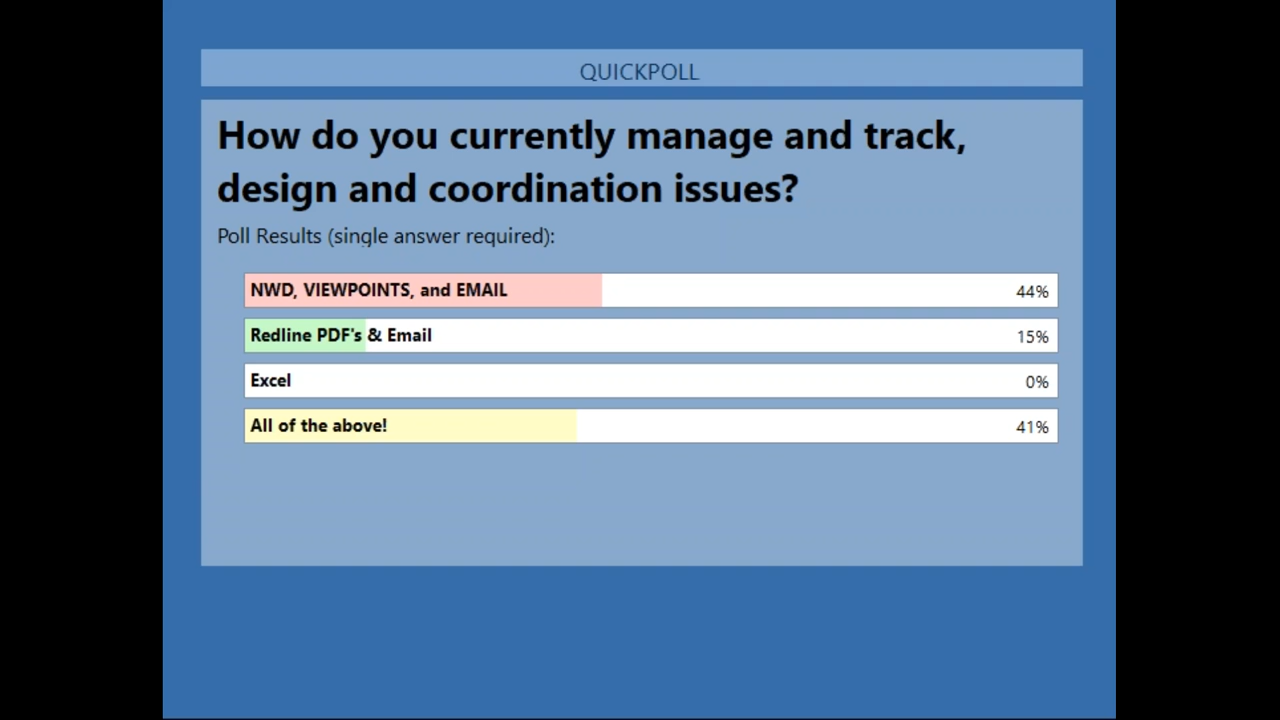 QUICKPOLL
How do you currently manage and track,
design and coordination issues?
Poll Results (single answer required):
NWD, VIEWPOINTS, and EMAIL 44%
Redline PDF's & Email 15%
Excel 0%
All of the above! 41%